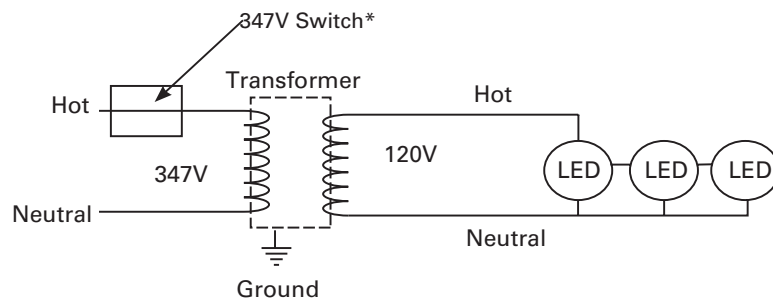 347V Switch*
Transformer
Hot
Hot
347V
120V
LED
LED
LED
Neutral
Neutral
Ground